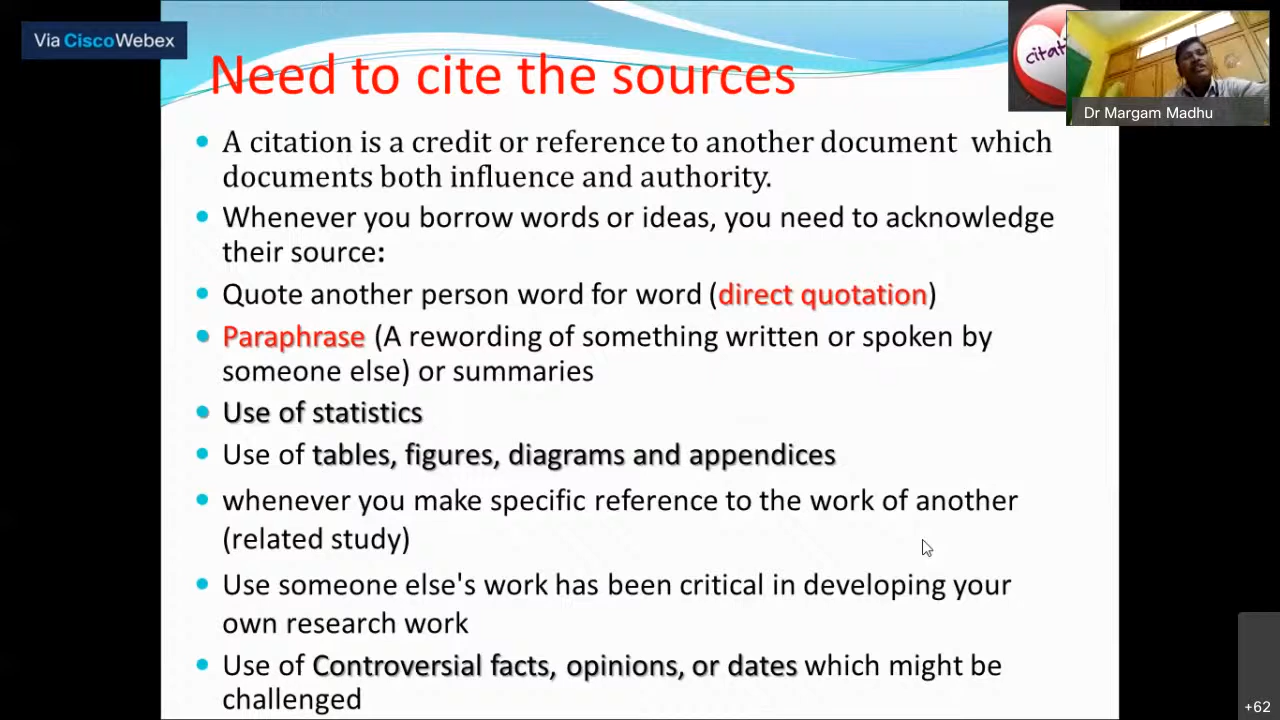 Via Cisco Webex
Need to cite the sources
citati
Dr Margam Madhu
A citation is a credit or reference to another document which
documents both influence and authority.
Whenever you borrow words or ideas, you need to acknowledge
their source:
Quote another person word for word (direct quotation)
Paraphrase (A rewording of something written or spoken by
someone else) or summaries
Use of statistics
Use of tables, figures, diagrams and appendices
whenever you make specific reference to the work of another
(related study)
Use someone else's work has been critical in developing your
own research work
Use of Controversial facts, opinions, or dates which might be
challenged
+62